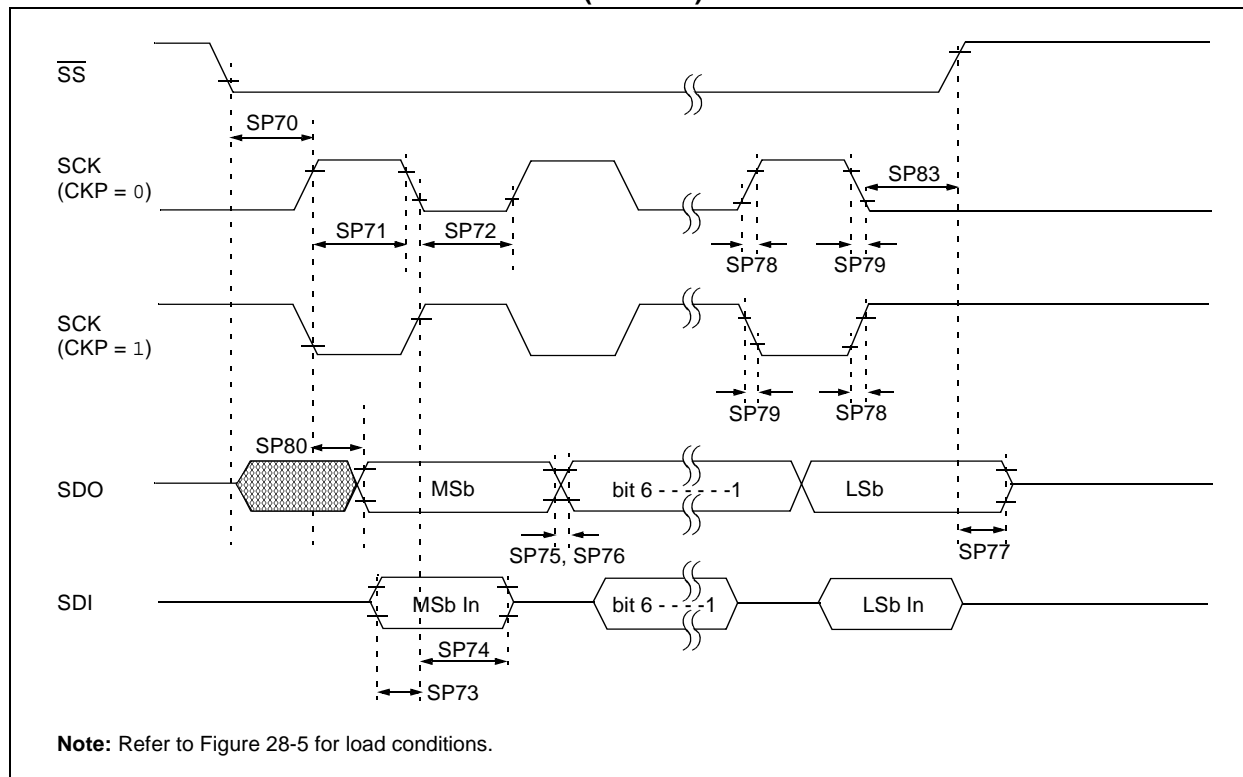 SS
SP70
SCK
(CKP = 0)
SP83
SP71
SP72
SP78
SP79
SCK
(CKP = 1)
SP79
SP78
SP80
SDO
MSb
bit 6 - - - - - -1
LSb
SP75, SP76
SP77
SDI
MSb In
bit 6 - - - - -1
LSb In
SP74
SP73
Note: Refer to Figure 28-5 for load conditions.